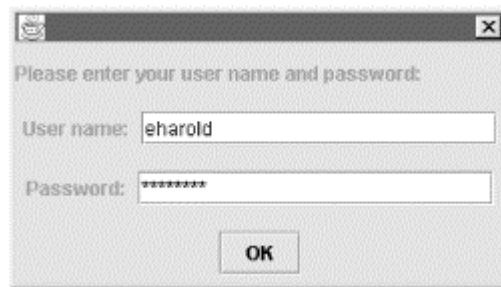 Please enter your user name and password:
User name: eharold
Password: ********
OK